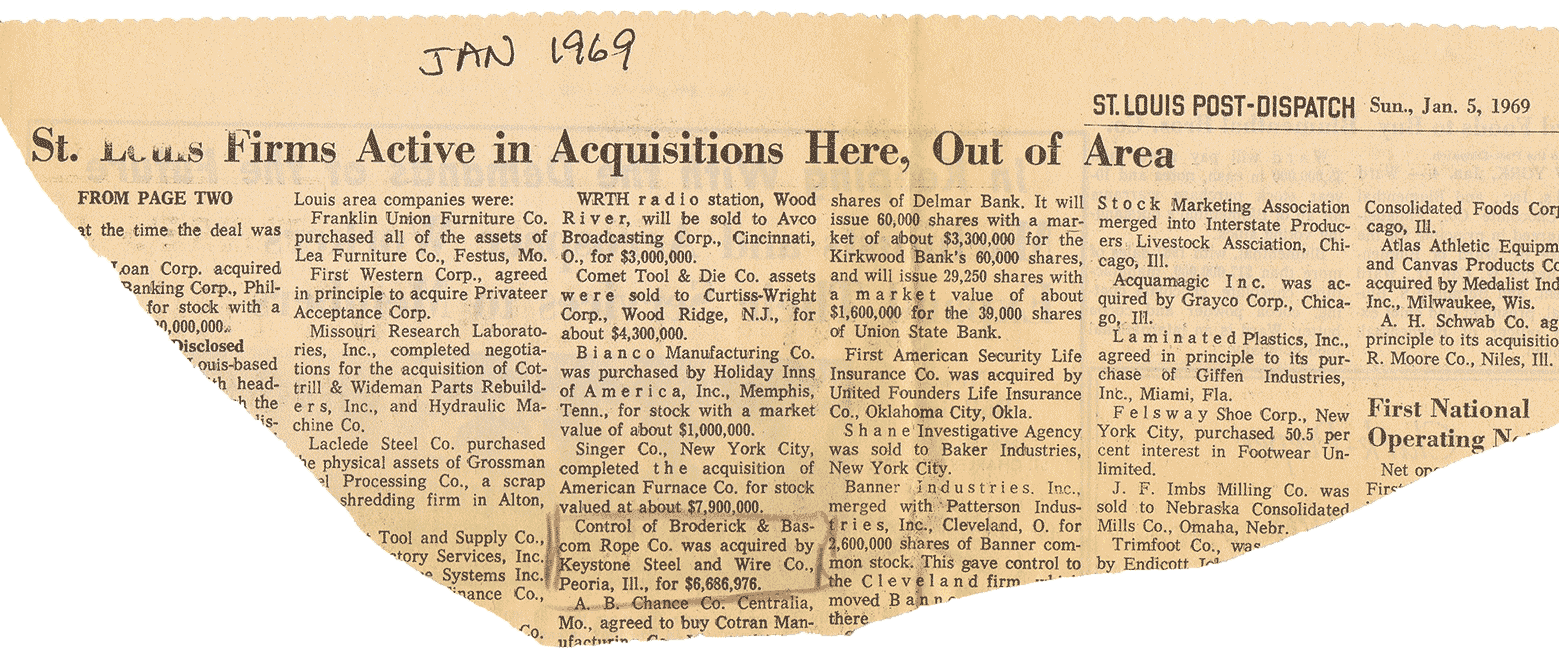 JAN 1969
ST. LOUIS POST-DISPATCH Sun., Jan. 5, 1969
St. Louis Firms Active in Acquisitions Here, Out of Area
FROM PAGE TWO
at the time the deal was
Loan Corp. acquired
Banking Corp., Phil-
for stock with a
0,000,000.
Disclosed
ouis-based
th head-
the
dis-
Louis area companies were:
Franklin Union Furniture Co.
purchased all of the assets of
Lea Furniture Co., Festus, Mo.
First Western Corp., agreed
in principle to acquire Privateer
Acceptance Corp.
Missouri Research Laborato-
ries, Inc., completed negotia-
tions for the acquisition of Cot-
trill & Wideman Parts Rebuild-
ers, Inc., and Hydraulic Ma-
chine Co.
Laclede Steel Co. purchased
he physical assets of Grossman
el Processing Co., a scrap
shredding firm in Alton,
Tool and Supply Co.,
ctory Services, Inc.
Systems Inc.
inance Co.,
Co.
WRTH radio station, Wood
River, will be sold to Avco
Broadcasting Corp., Cincinnati,
O., for $3,000,000.
Comet Tool & Die Co. assets
were sold to Curtiss-Wright
Corp., Wood Ridge, N.J., for
about $4,300,000.
Bianco Manufacturing Co.
was purchased by Holiday Inns
of America, Inc., Memphis,
Tenn., for stock with a market
value of about $1,000,000.
Singer Co., New York City,
completed the acquisition of
American Furnace Co. for stock
valued at about $7,900,000.
Control of Broderick & Bas-
com Rope Co. was acquired by
Keystone Steel and Wire Co.,
Peoria, Ill., for $6,686,976.
A. B. Chance Co. Centralia,
Mo., agreed to buy Cotran Man-
ufacturin
shares of Delmar Bank. It will
issue 60,000 shares with a mar-
ket of about $3,300,000 for the
Kirkwood Bank's 60,000 shares,
and will issue 29,250 shares with
a market value of about
$1,600,000 for the 39,000 shares
of Union State Bank.
First American Security Life
Insurance Co. was acquired by
United Founders Life Insurance
Co., Oklahoma City, Okla.
Shane Investigative Agency
was sold to Baker Industries,
New York City.
Banner Industries. Inc.,
merged with Patterson Indus-
tries, Inc., Cleveland, O. for
2,600,000 shares of Banner com-
mon stock. This gave control to
the Cleveland firm
moved Bann
there
Stock Marketing Association
merged into Interstate Produc-
ers Livestock Assciation, Chi-
cago, Ill.
Acquamagic Inc. was ac-
quired by Grayco Corp., Chica-
go, Ill.
Laminated Plastics, Inc.,
agreed in principle to its pur-
chase of Giffen Industries,
Inc., Miami, Fla.
Felsway Shoe Corp., New
York City, purchased 50.5 per
cent interest in Footwear Un-
limited.
J. F. Imbs Milling Co. was
sold to Nebraska Consolidated
Mills Co., Omaha, Nebr.
Trimfoot Co., was
by Endicott
Consolidated Foods Corp
cago, Ill.
Atlas Athletic Equipm
and Canvas Products Co
acquired by Medalist Ind
Inc., Milwaukee, Wis.
A. H. Schwab Co. ag
principle to its acquisitio
R. Moore Co., Niles, Ill.
First National
Operating
Net
First